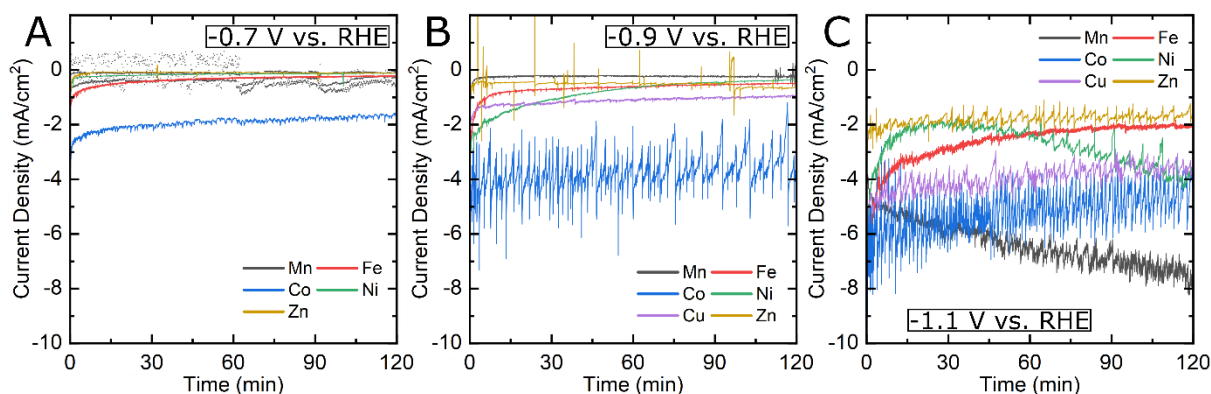 A
-0.7 V vs. RHE
Current Density (mA/cm²)
0
-2
-4
-6
-8
-10
Mn
Fe
Co
Ni
Zn
0
30
60
90
120
Time (min)
B
-0.9 V vs. RHE
Current Density (mA/cm²)
2
0
-2
-4
-6
-8
-10
Mn
Fe
Co
Ni
Cu
Zn
0
30
60
90
120
Time (min)
C
Mn
Fe
Co
Ni
Cu
Zn
Current Density (mA/cm²)
0
-2
-4
-6
-8
-10
-1.1 V vs. RHE
0
30
60
90
120
Time (min)